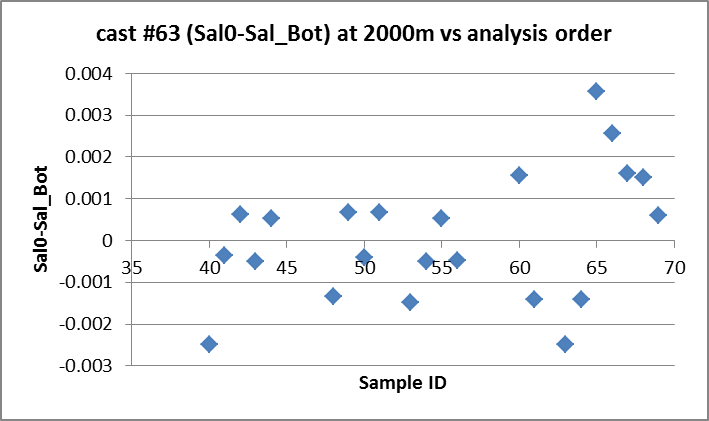 cast #63 (Sal0-Sal_Bot) at 2000m vs analysis order
0.004
0.003
0.002
0.001
0
-0.001
-0.002
-0.003
35 40 45 50 55 60 65 70
Sal0-Sal_Bot
Sample ID